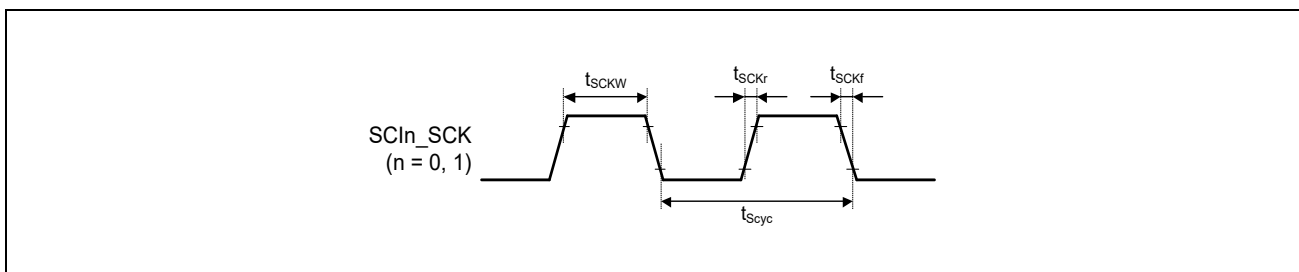 tSCKW
tSCKr
tSCKf
SCIn_SCK
(n = 0, 1)
tScyc